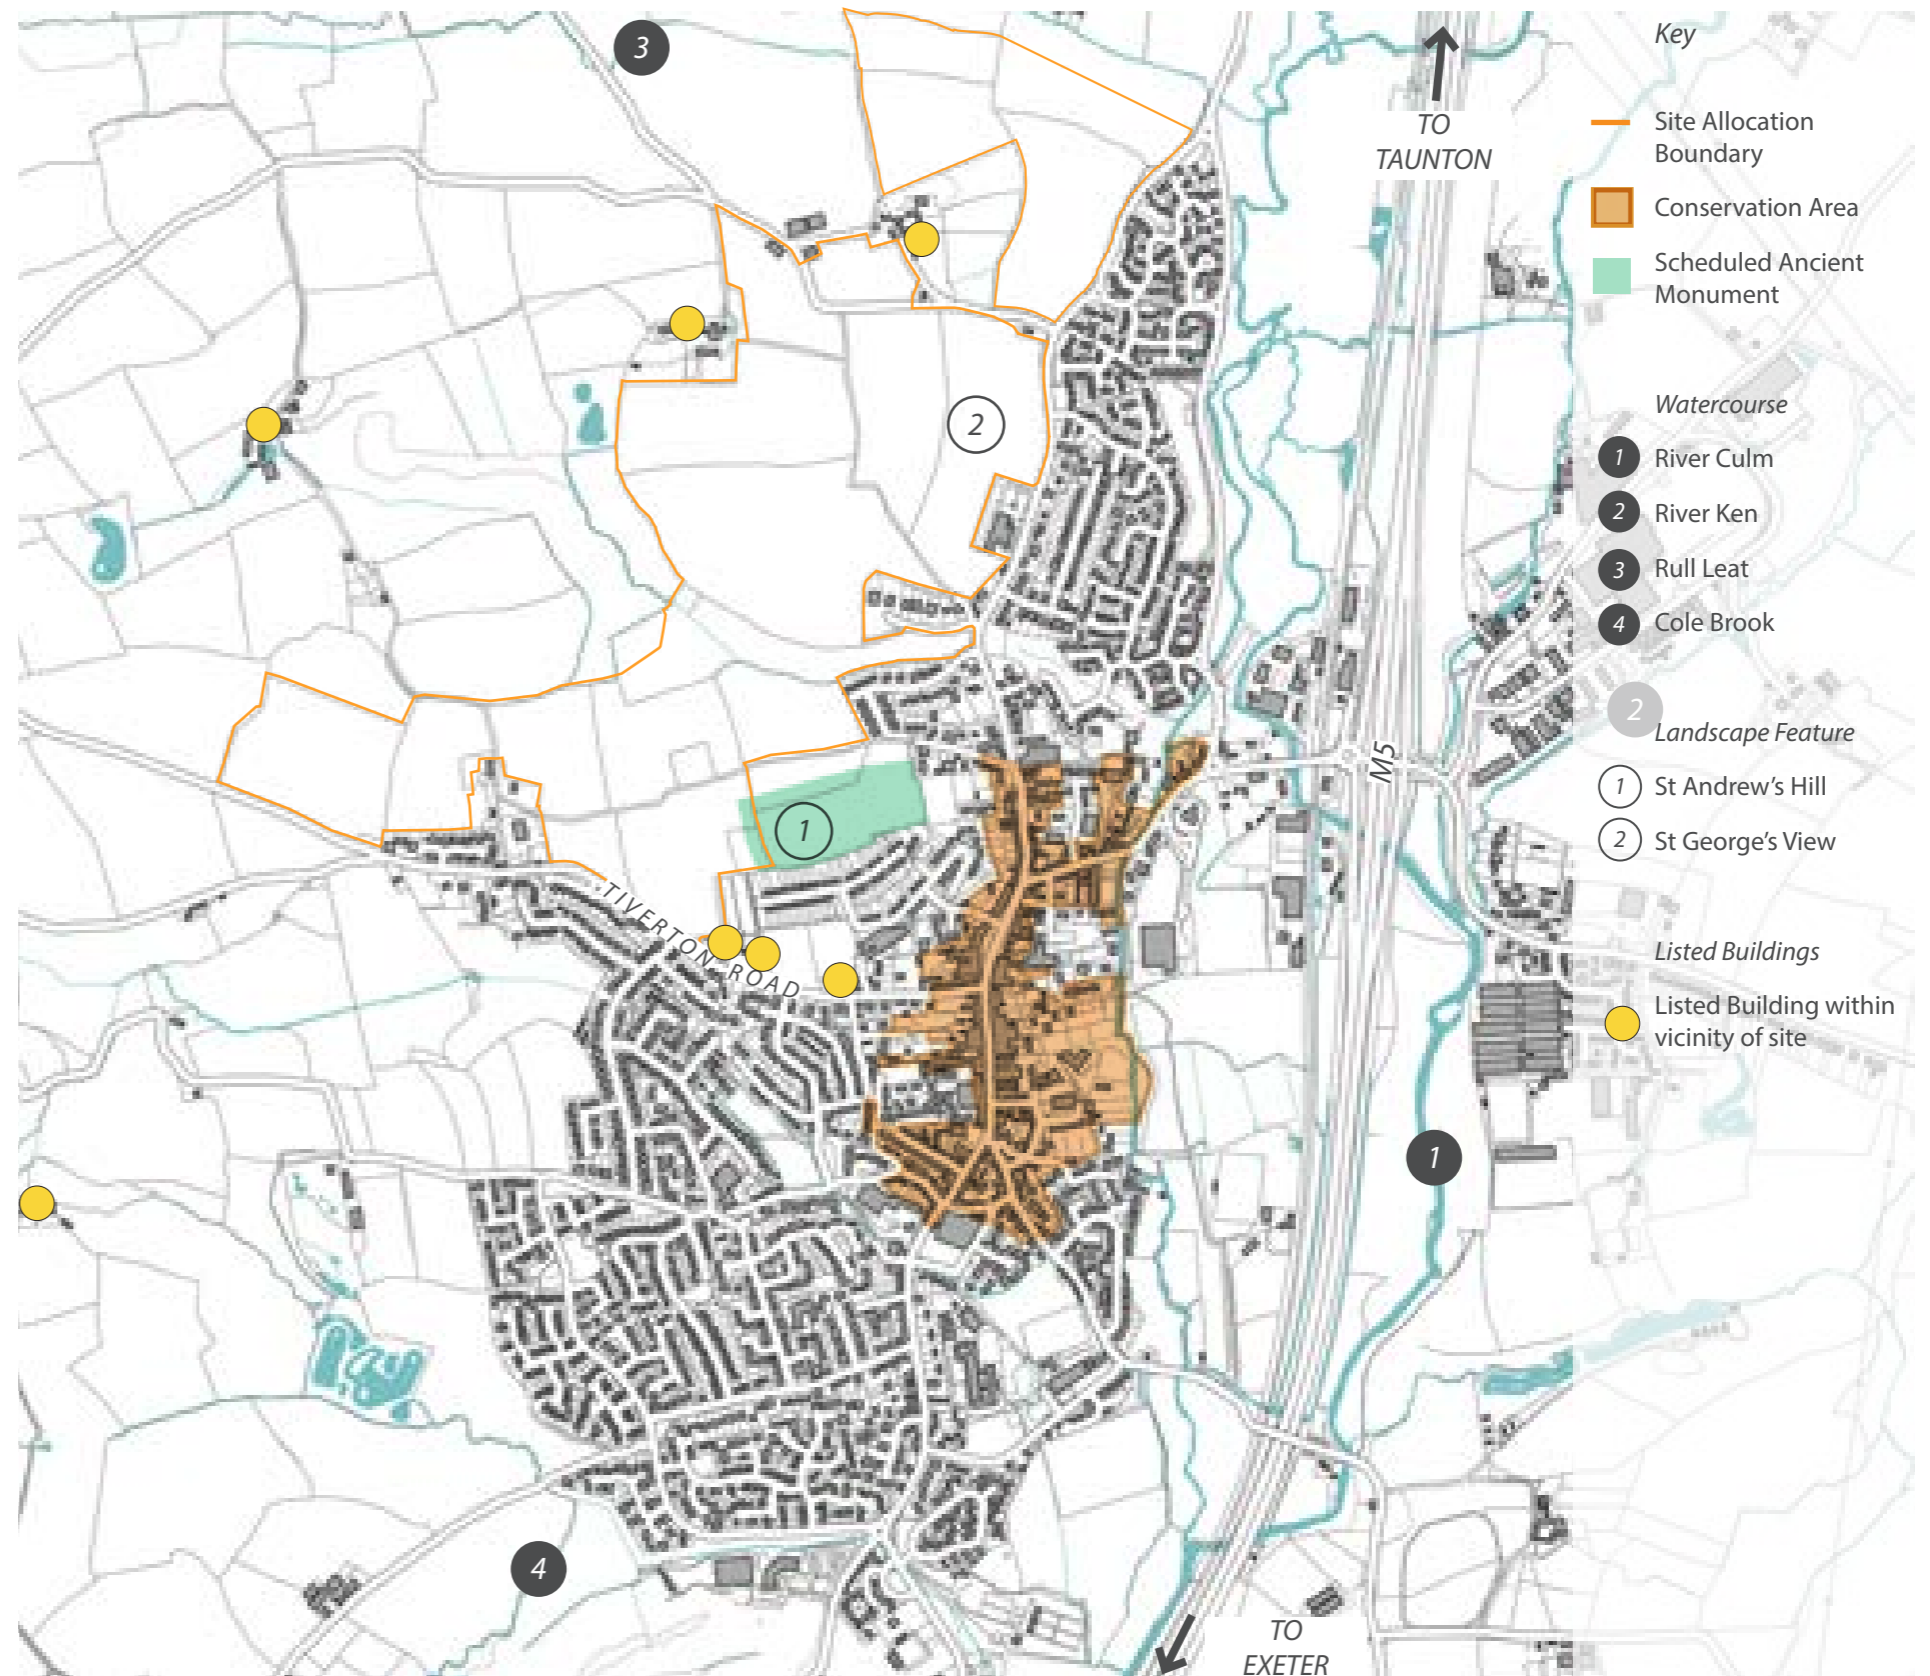 3
TO
TAUNTON
2
1
TIVERTON ROAD
M5
1
4
TO
EXETER
Key
Site Allocation
Boundary
Conservation Area
Scheduled Ancient
Monument
Watercourse
1 River Culm
2 River Ken
3 Rull Leat
4 Cole Brook
2
Landscape Feature
1 St Andrew's Hill
2 St George's View
Listed Buildings
Listed Building within
vicinity of site